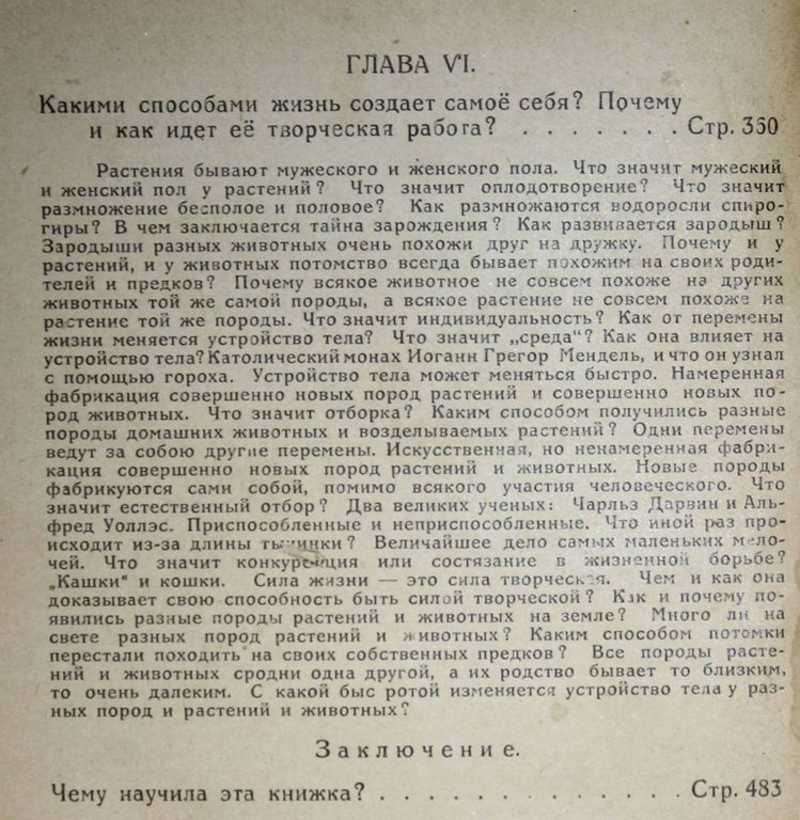 ГЛАВА VI.
Какими способами жизнь создает самоё себя? Почему
и как идет её творческая работа? . . . . . . . Стр. 350
Растения бывают мужеского и женского пола. Что значит мужеский
и женский пол у растений? Что значит оплодотворение? Что значит
размножение бесполое и половое? Как размножаются водоросли спиро-
гиры? В чем заключается тайна зарождения? Как развивается зародыш?
Зародыши разных животных очень похожи друг на дружку. Почему и у
растений, и у животных потомство всегда бывает похожим на своих роди-
телей и предков? Почему всякое животное не совсем похоже на других
животных той же самой породы, а всякое растение не совсем похоже на
растение той же породы. Что значит индивидуальность? Как от перемены
жизни меняется устройство тела? Что значит „среда“? Как она влияет на
устройство тела? Католический монах Иоганн Грегор Мендель, и что он узнал
с помощью гороха. Устройство тела может меняться быстро. Намеренная
фабрикация совершенно новых пород растений и совершенно новых по-
род животных. Что значит отборка? Каким способом получились разные
породы домашних животных и возделываемых растений? Одни перемены
ведут за собою другие перемены. Искусственная, но ненамеренная фабри-
кация совершенно новых пород растений и животных. Новые породы
фабрикуются сами собой, помимо всякого участия человеческого. Что
значит естественный отбор? Два великих ученых: Чарльз Дарвин и Аль-
фред Уоллэс. Приспособленные и неприспособленные. Что иной раз про-
исходит из-за длины тычинки? Величайшее дело самых маленьких мело-
чей. Что значит конкуренция или состязание в жизненной борьбе?
„Кашки“ и кошки. Сила жизни — это сила творческая. Чем и как она
доказывает свою способность быть силой творческой? Как и почему по-
явились разные породы растений и животных на земле? Много ли на
свете разных пород растений и животных? Каким способом потомки
перестали походить на своих собственных предков? Все породы расте-
ний и животных сродни одна другой, а их родство бывает то близким,
то очень далеким. С какой быс ротой изменяется устройство тела у раз-
ных пород и растений и животных?
Заключение.
Чему научила эта книжка? . . . . . . . . . . . . . Стр. 483